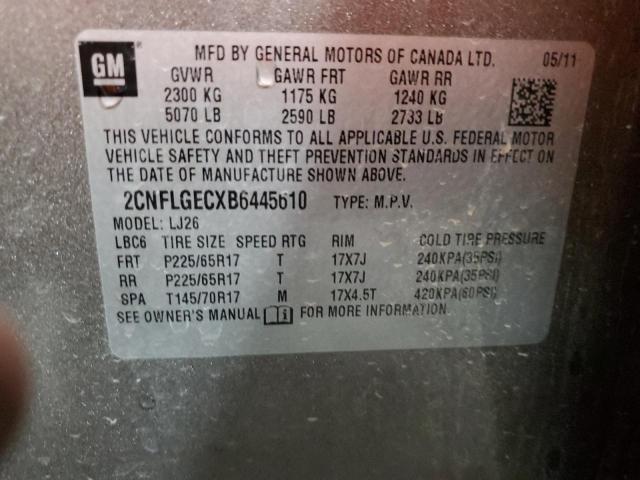 GM
MFD BY GENERAL MOTORS OF CANADA LTD. 05/11
GVWR GAWR FRT GAWR RR
2300 KG 1175 KG 1240 KG
5070 LB 2590 LB 2733 LB
THIS VEHICLE CONFORMS TO ALL APPLICABLE U.S. FEDERAL MOTOR
VEHICLE SAFETY AND THEFT PREVENTION STANDARDS IN EFFECT ON
THE DATE OF MANUFACTURE SHOWN ABOVE.
2CNFLGECXB6445610 TYPE: M.P.V.
MODEL: LJ26
LBC6 TIRE SIZE SPEED RTG RIM COLD TIRE PRESSURE
FRT P225/65R17 T 17X7J 240KPA(35PSI)
RR P225/65R17 T 17X7J 240KPA(35PSI)
SPA T145/70R17 M 17X4.5T 420KPA(60PSI)
SEE OWNER'S MANUAL FOR MORE INFORMATION.